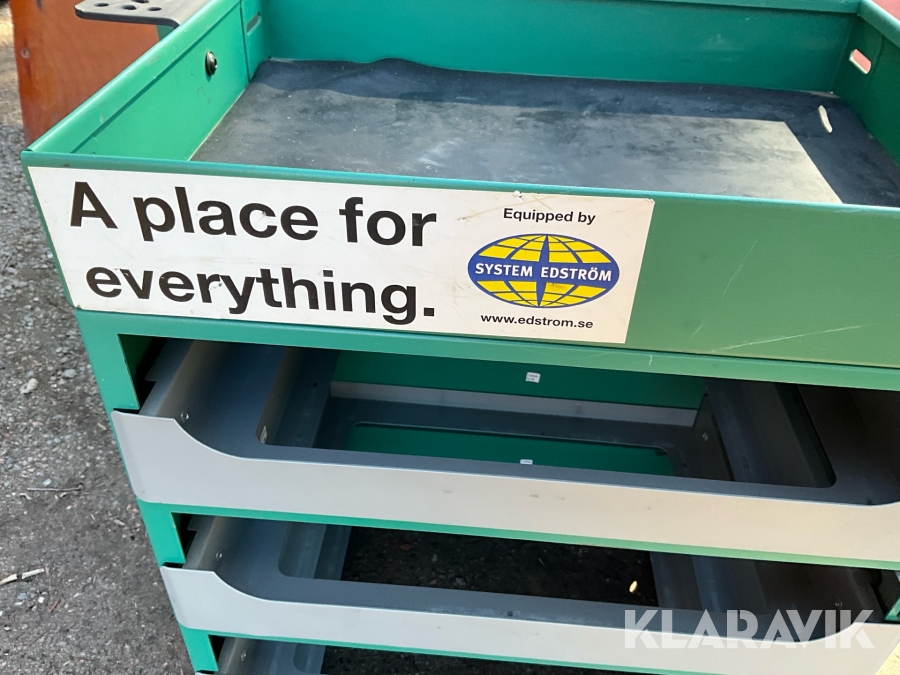 A place for
everything.
Equipped by
SYSTEM EDSTRÖM
www.edstrom.se
KLARAVIK